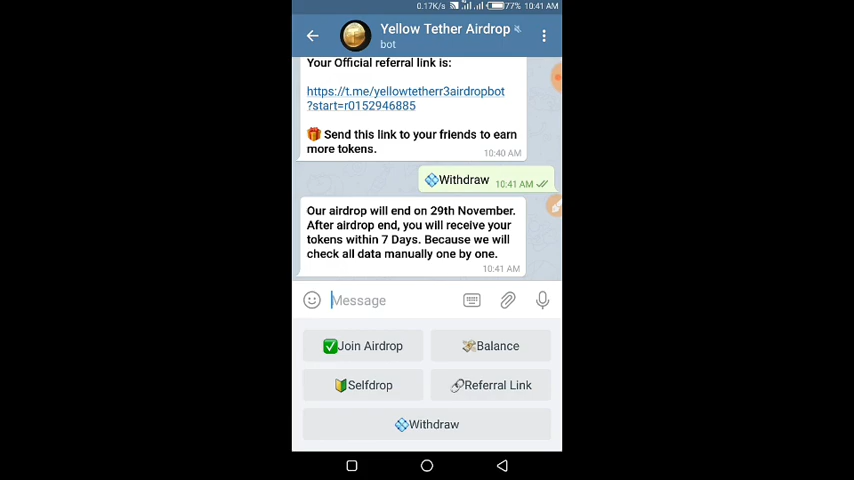 0.17K/s 77% 10:41 AM
Yellow Tether Airdrop
bot
Your Official referral link is:
https://t.me/yellowtetherr3airdropbot
?start=r0152946885
🎁 Send this link to your friends to earn
more tokens.
10:40 AM
💠Withdraw 10:41 AM
Our airdrop will end on 29th November.
After airdrop end, you will receive your
tokens within 7 Days. Because we will
check all data manually one by one.
10:41 AM
Message
✅Join Airdrop
💸Balance
🔰Selfdrop
🔗Referral Link
💠Withdraw